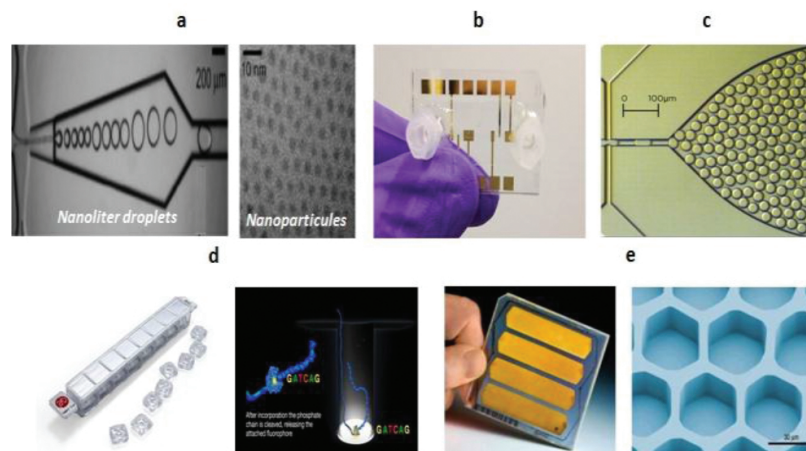 a
b
c
200 µm
10 nm
0 100µm
Nanoliter droplets
Nanoparticules
d
e
GATCAG
After incorporation the phosphate
chain is cleaved, releasing the
attached fluorophore
GATCAG